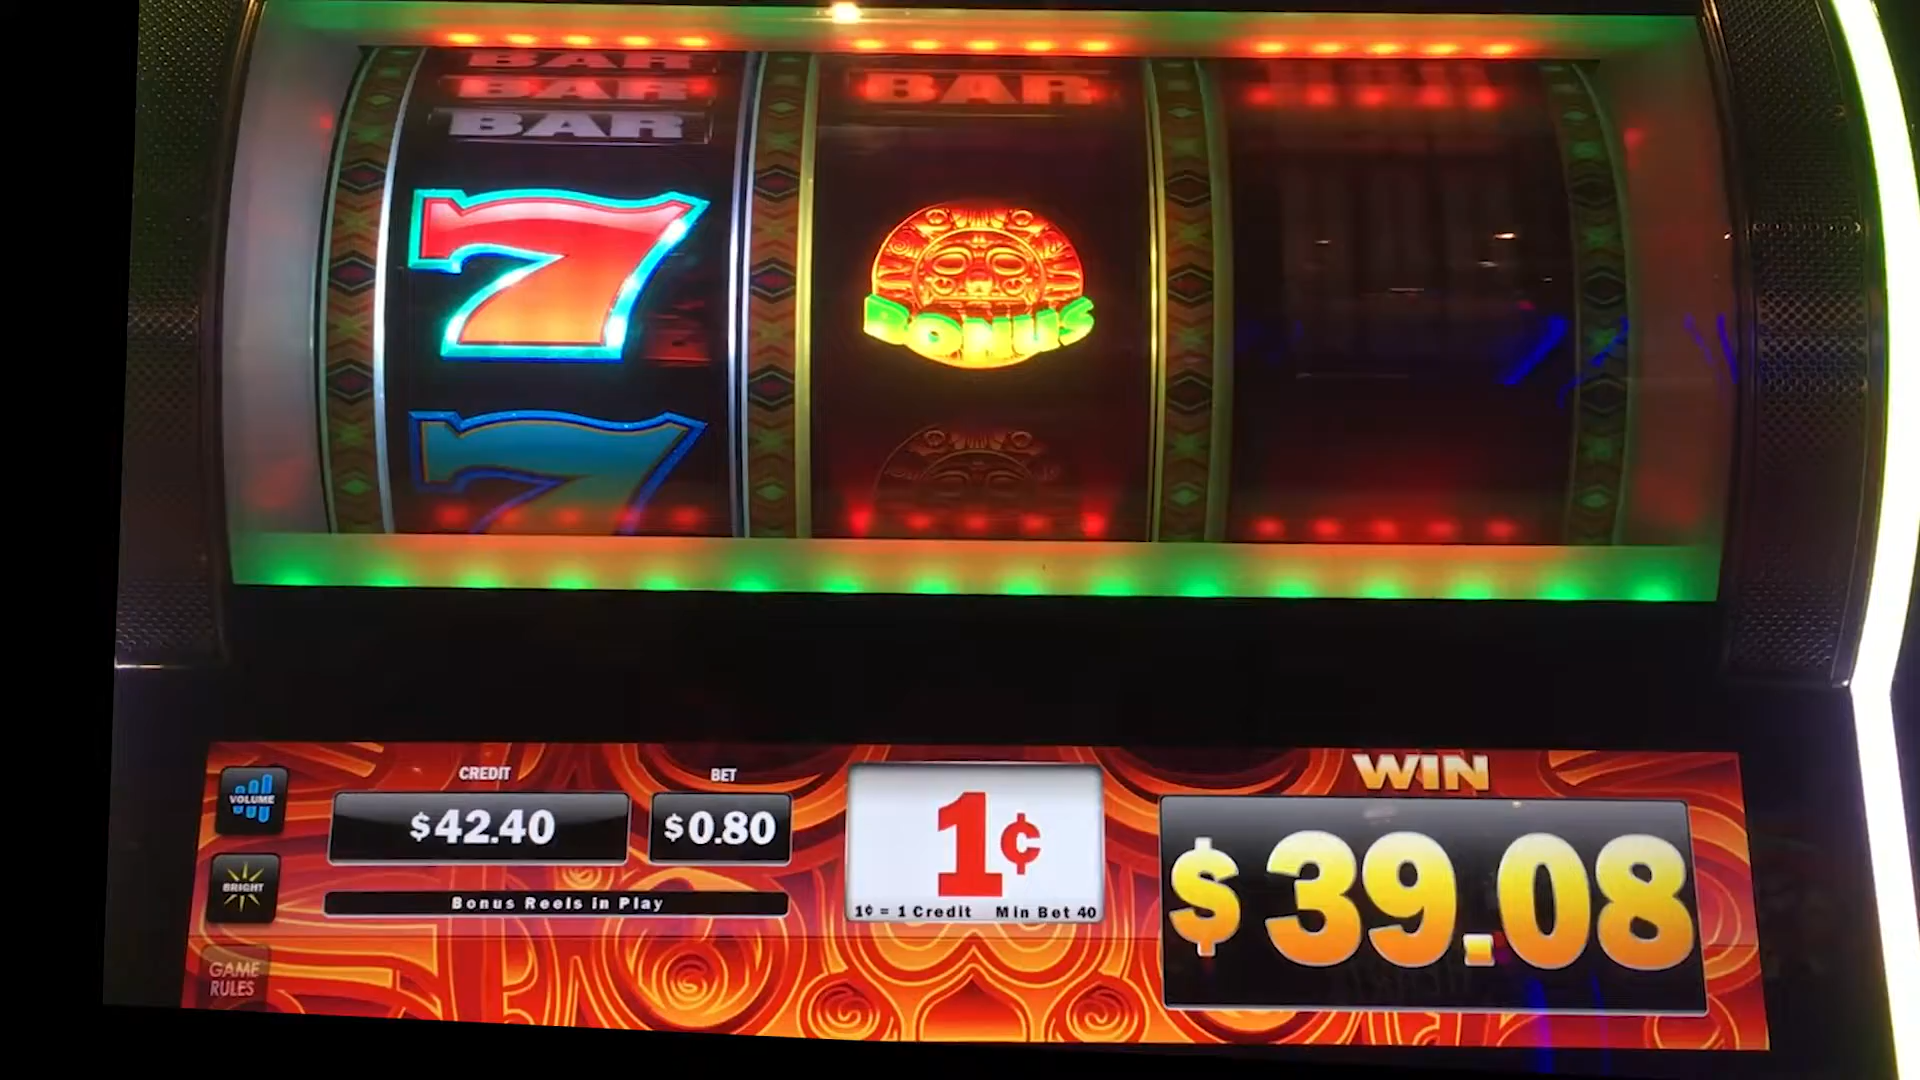 BAR
BAR
BAR
BAR
BONUS
VOLUME
CREDIT
BET
$42.40
$0.80
BRIGHT
Bonus Reels in Play
GAME
RULES
1¢
1¢ = 1 Credit Min Bet 40
WIN
$39.08